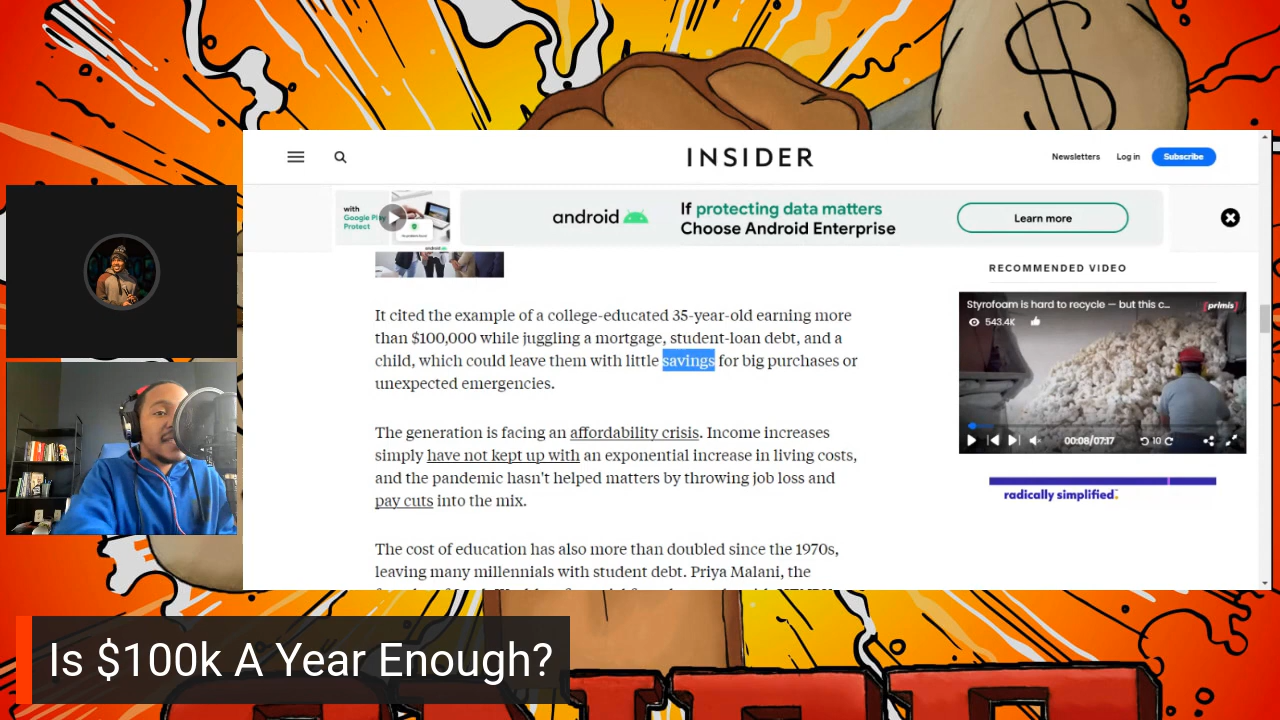 INSIDER
Newsletters
Log in
Subscribe
with
Google Play
Protect
android
If protecting data matters
Choose Android Enterprise
Learn more
RECOMMENDED VIDEO
Styrofoam is hard to recycle — but this c...
primis
543.4K
00:08/07:17
10
radically simplified.
It cited the example of a college-educated 35-year-old earning more
than $100,000 while juggling a mortgage, student-loan debt, and a
child, which could leave them with little savings for big purchases or
unexpected emergencies.
The generation is facing an affordability crisis. Income increases
simply have not kept up with an exponential increase in living costs,
and the pandemic hasn't helped matters by throwing job loss and
pay cuts into the mix.
The cost of education has also more than doubled since the 1970s,
leaving many millennials with student debt. Priya Malani, the
$
Is $100k A Year Enough?